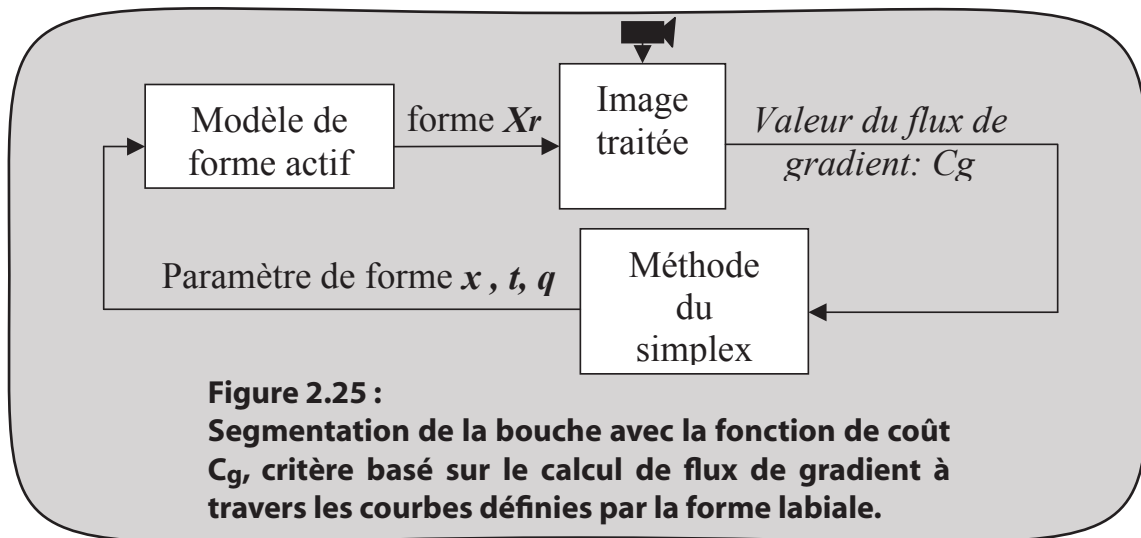 Modèle de
forme actif
forme Xr
Image
traitée
Valeur du flux de
gradient: Cg
Méthode
du
simplex
Paramètre de forme x , t, q
Figure 2.25 :
Segmentation de la bouche avec la fonction de coût
Cg, critère basé sur le calcul de flux de gradient à
travers les courbes définies par la forme labiale.